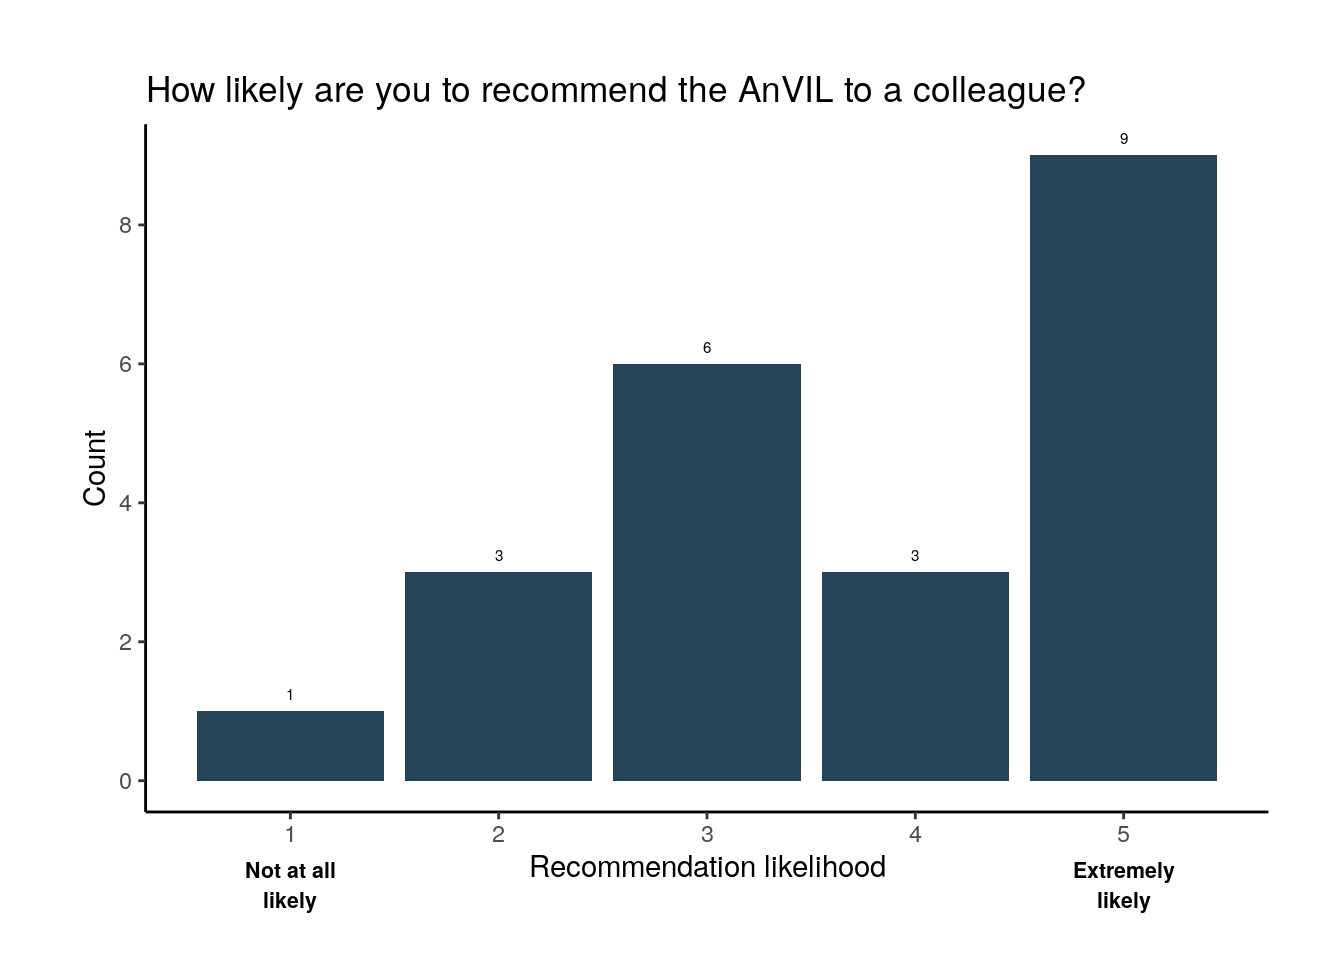 How likely are you to recommend the AnVIL to a colleague?
9
8
6
6
Count
4
3
3
2
1
0
1 2 3 4 5
Recommendation likelihood
Not at all
likely
Extremely
likely